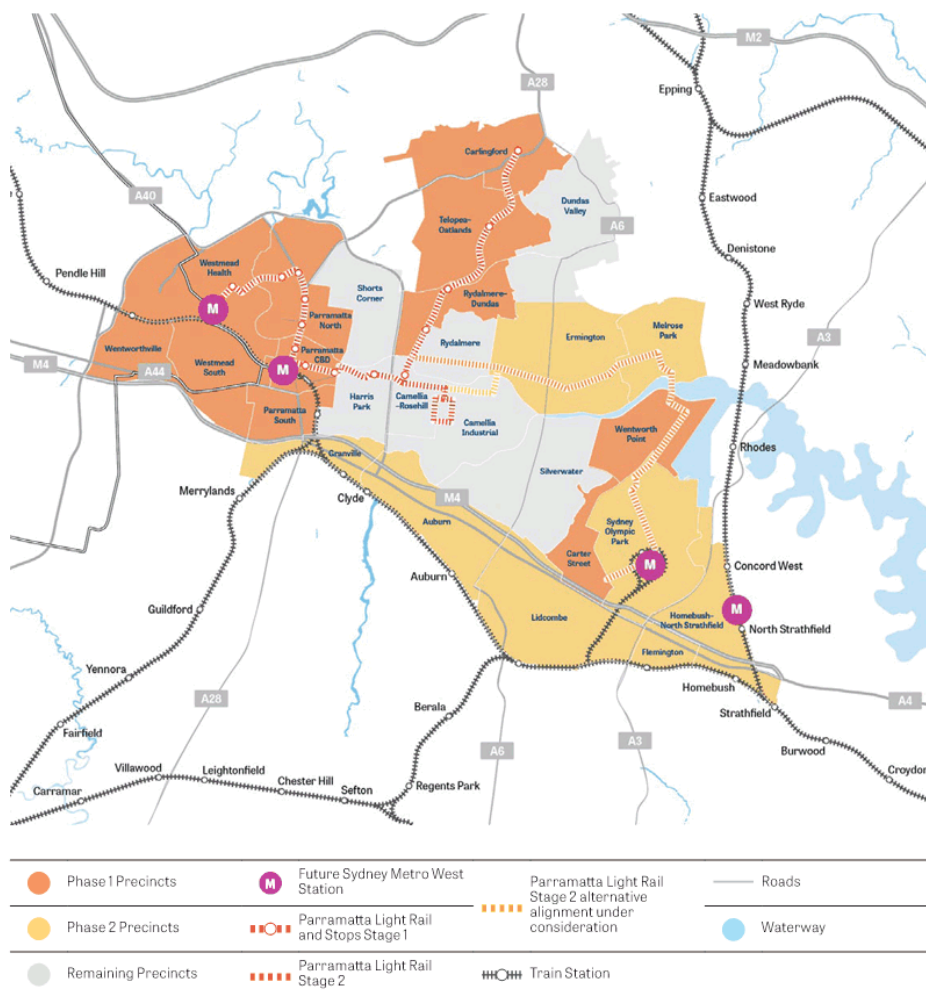 M2
A28
Epping
Carlingford
A40
Dundas
Valley
Eastwood
Telopea-
Oatlands
A6
Westmead
Health
Denistone
Pendle Hill
Shorts
Corner
Rydalmere-
Dundas
West Ryde
M
Parramatta
North
Ermington
Melrose
Park
A3
Wentworthville
Rydalmere
M4
Westmead
South
Parramatta
CBD
Meadowbank
A44
M
Harris
Park
Camellia
-Rosehill
Parramatta
South
Camellia
Industrial
Wentworth
Point
Rhodes
Granville
Silverwater
Merrylands
Clyde
M4
Auburn
Sydney
Olympic
Park
Carter
Street
M
Concord West
Auburn
Guildford
Lidcombe
Homebush-
North Strathfield
M
North Strathfield
Flemington
Yennora
Homebush
A28
Berala
Strathfield
A4
Fairfield
A6
A3
Burwood
Villawood
Leightonfield
Chester Hill
Sefton
Regents Park
Croydon
Carramar
Phase 1 Precincts
M
Future Sydney Metro West
Station
Parramatta Light Rail
Stage 2 alternative
alignment under
consideration
Roads
Phase 2 Precincts
Parramatta Light Rail
and Stops Stage 1
Waterway
Remaining Precincts
Parramatta Light Rail
Stage 2
Train Station